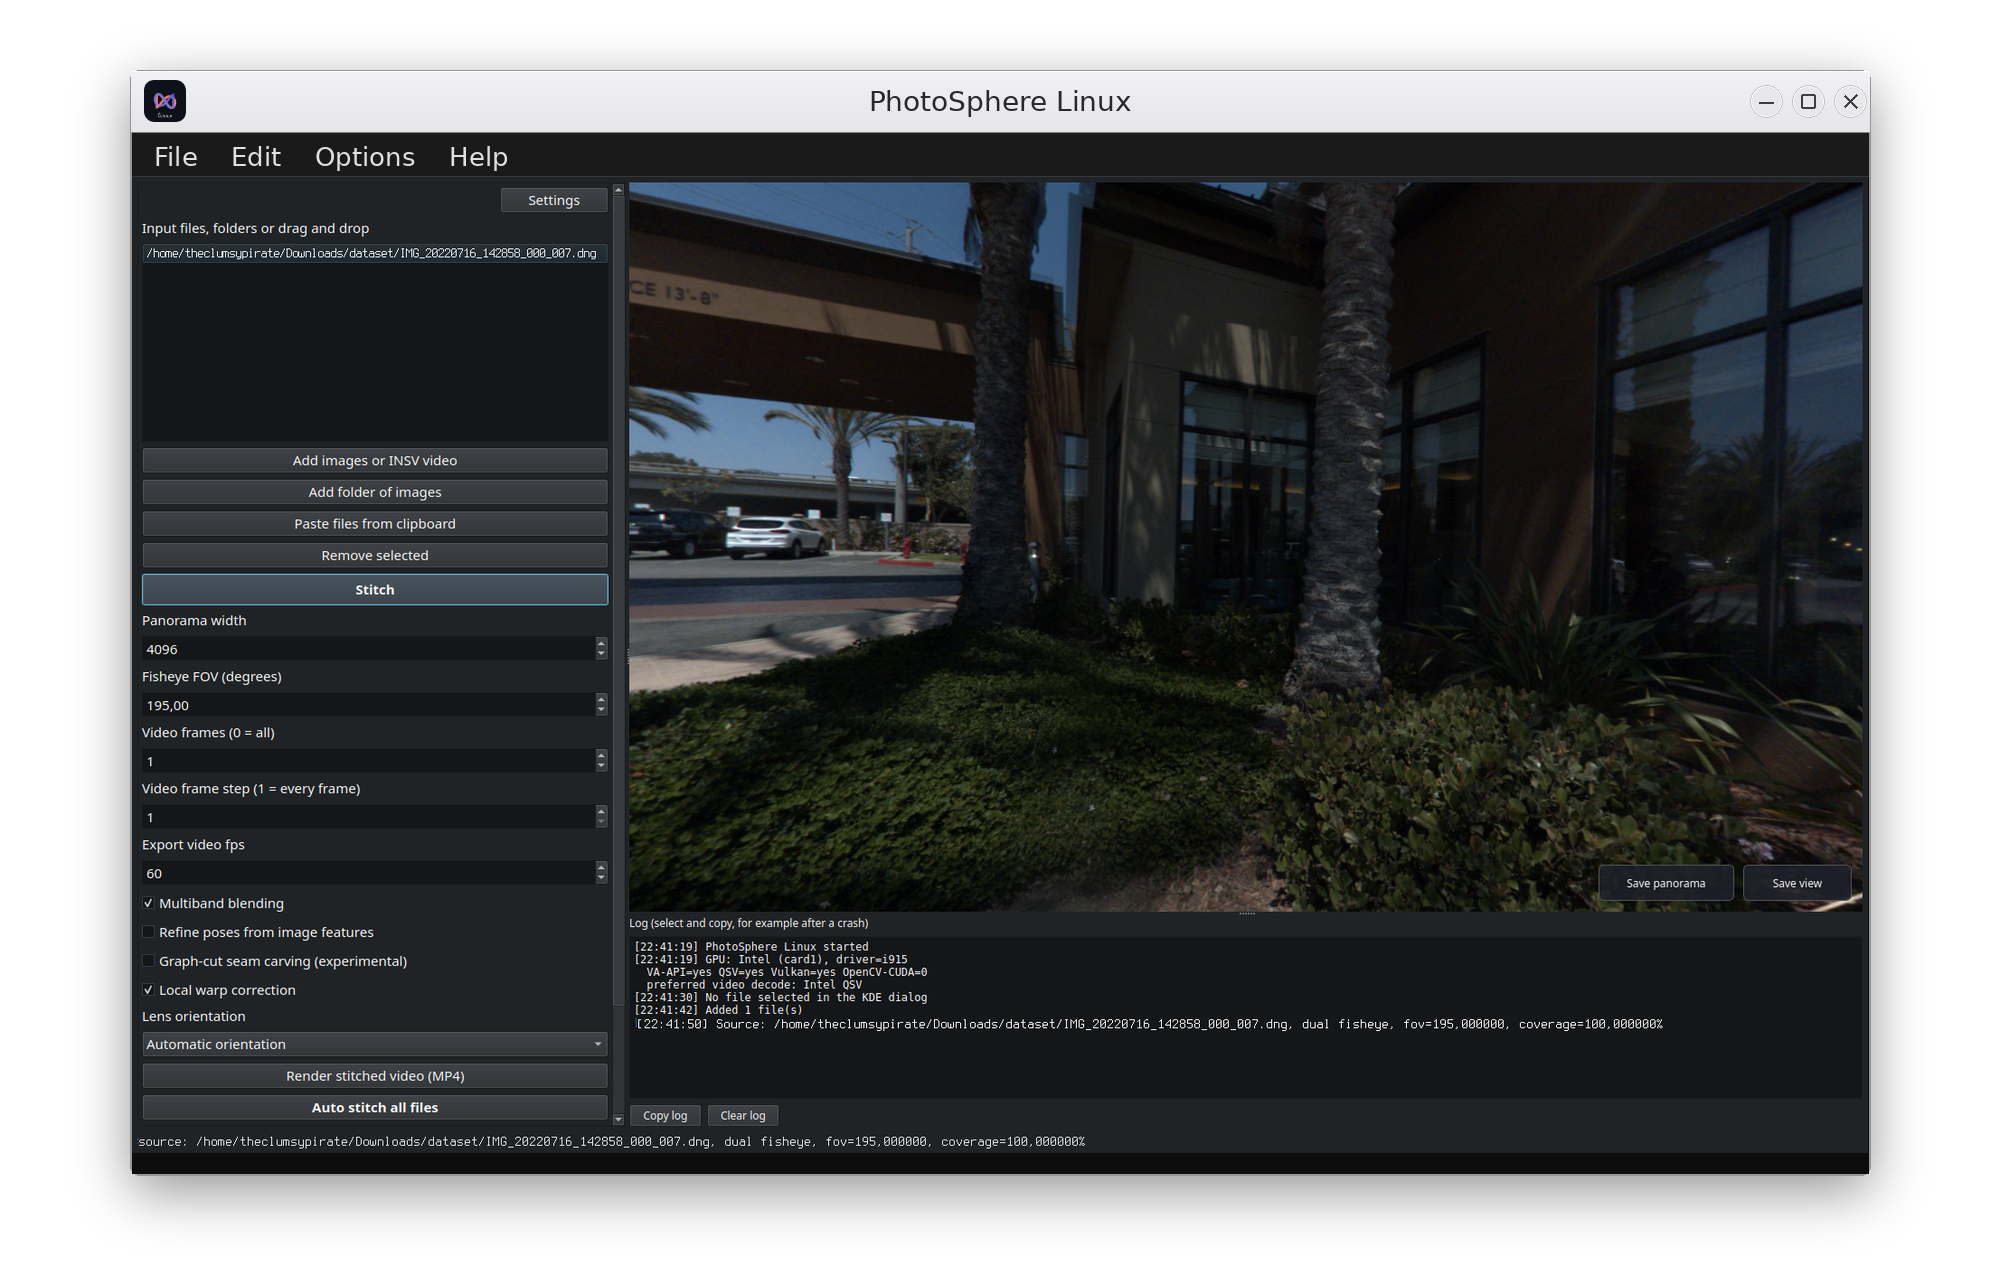 PhotoSphere Linux
File Edit Options Help
Settings
Input files, folders or drag and drop
/home/theclumsypirate/Downloads/dataset/IMG_20220716_142858_000_007.dng
Add images or INSV video
Add folder of images
Paste files from clipboard
Remove selected
Stitch
Panorama width
4096
Fisheye FOV (degrees)
195,00
Video frames (0 = all)
1
Video frame step (1 = every frame)
1
Export video fps
60
Multiband blending
Refine poses from image features
Graph-cut seam carving (experimental)
Local warp correction
Lens orientation
Automatic orientation
Render stitched video (MP4)
Auto stitch all files
CE 13'-8"
Save panorama
Save view
Log (select and copy, for example after a crash)
[22:41:19] PhotoSphere Linux started
[22:41:19] GPU: Intel (card1), driver=i915
VA-API=yes QSV=yes Vulkan=yes OpenCV-CUDA=0
preferred video decode: Intel QSV
[22:41:30] No file selected in the KDE dialog
[22:41:42] Added 1 file(s)
[22:41:50] Source: /home/theclumsypirate/Downloads/dataset/IMG_20220716_142858_000_007.dng, dual fisheye, fov=195,000000, coverage=100,000000%
Copy log
Clear log
source: /home/theclumsypirate/Downloads/dataset/IMG_20220716_142858_000_007.dng, dual fisheye, fov=195,000000, coverage=100,000000%